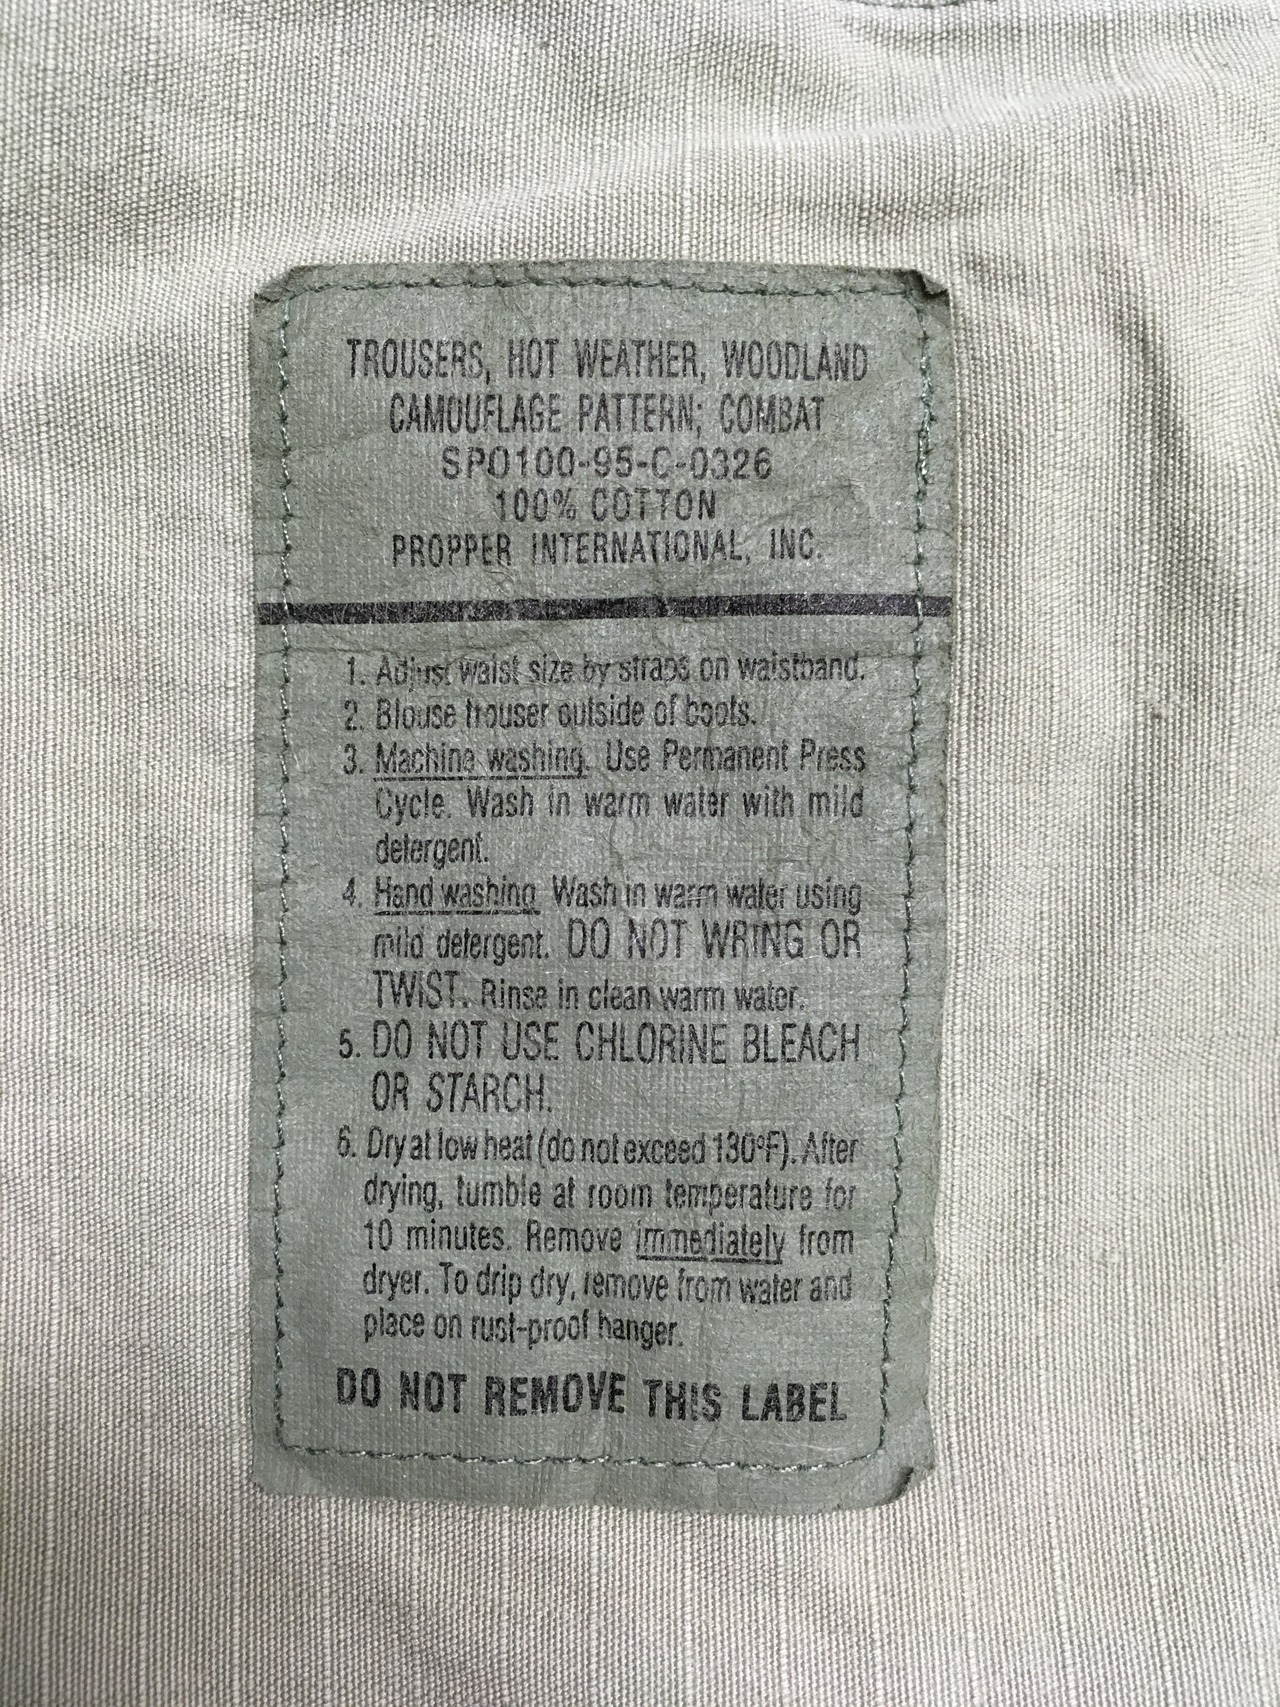 TROUSERS, HOT WEATHER, WOODLAND
CAMOUFLAGE PATTERN; COMBAT
SPO100-95-C-0326
100% COTTON
PROPPER INTERNATIONAL, INC.
1. Adjust waist size by straps on waistband.
2. Blouse trouser outside of boots.
3. Machine washing. Use Permanent Press
Cycle. Wash in warm water with mild
detergent.
4. Hand washing. Wash in warm water using
mild detergent. DO NOT WRING OR
TWIST. Rinse in clean warm water.
5. DO NOT USE CHLORINE BLEACH
OR STARCH.
6. Dry at low heat (do not exceed 130°F). After
drying, tumble at room temperature for
10 minutes. Remove immediately from
dryer. To drip dry, remove from water and
place on rust-proof hanger.
DO NOT REMOVE THIS LABEL